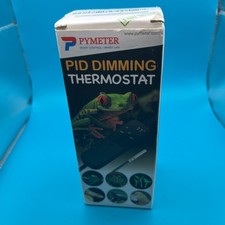 PYMETER
PID DIMMING
THERMOSTAT